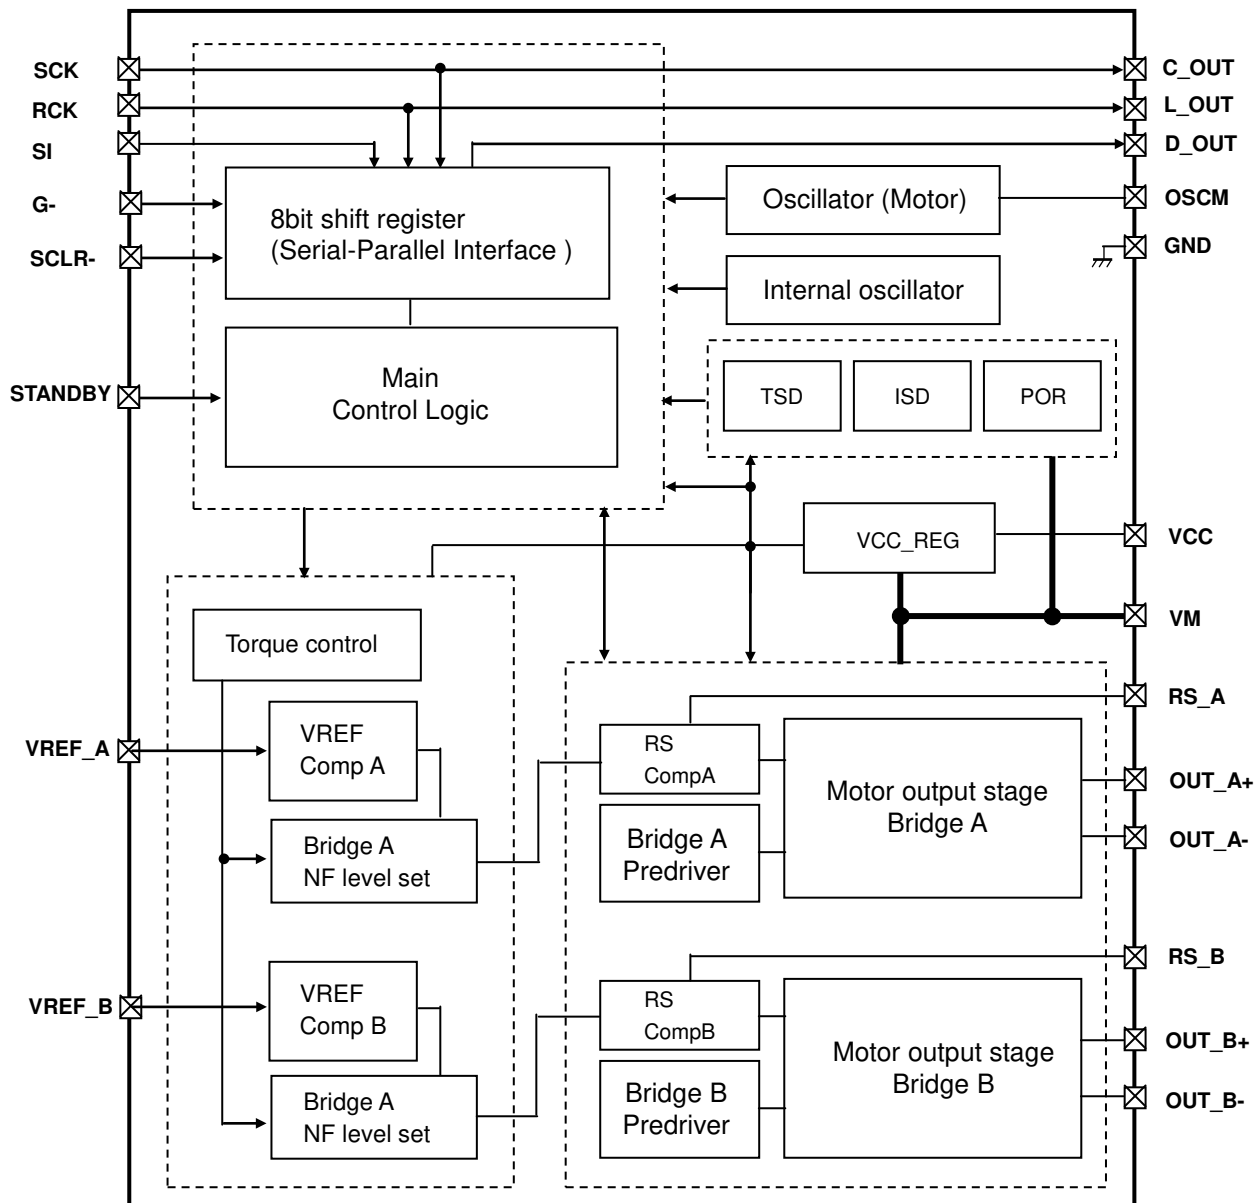 SCK
RCK
SI
G-
SCLR-
STANDBY
VREF_A
VREF_B
C_OUT
L_OUT
D_OUT
OSCM
GND
VCC
VM
RS_A
OUT_A+
OUT_A-
RS_B
OUT_B+
OUT_B-
8bit shift register
(Serial-Parallel Interface )
Main
Control Logic
Oscillator (Motor)
Internal oscillator
TSD
ISD
POR
VCC_REG
Torque control
VREF
Comp A
Bridge A
NF level set
VREF
Comp B
Bridge A
NF level set
RS
CompA
Bridge A
Predriver
Motor output stage
Bridge A
RS
CompB
Bridge B
Predriver
Motor output stage
Bridge B